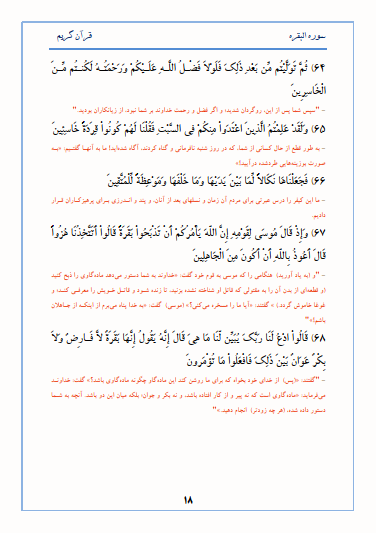 سوره البقره
قرآن کریم
۶۴) ثُمَّ تَوَلَّيْتُم مِّن بَعْدِ ذَلِكَ فَلَوْلاَ فَضْلُ اللّهِ عَلَيْكُمْ وَرَحْمَتُهُ لَكُنتُم مِّنَ
الْخَاسِرِينَ
- "سپس شما پس از این، روگردان شدید؛ و اگر فضل و رحمت خداوند بر شما نبود، از زیانکاران بودید."
۶۵) وَلَقَدْ عَلِمْتُمُ الَّذِينَ اعْتَدَواْ مِنكُمْ فِي السَّبْتِ فَقُلْنَا لَهُمْ كُونُواْ قِرَدَةً خَاسِئِينَ
- به طور قطع از حال کسانی از شما، که در روز شنبه نافرمانی و گناه کردند، آگاه شده‌اید! ما به آنها گفتیم: «به
صورت بوزینه‌هایی طردشده درآیید!»
۶۶) فَجَعَلْنَاهَا نَكَالاً لِّمَا بَيْنَ يَدَيْهَا وَمَا خَلْفَهَا وَمَوْعِظَةً لِّلْمُتَّقِينَ
- ما این کیفر را درس عبرتی برای مردم آن زمان و نسلهای بعد از آنان، و پند و اندرزی برای پرهیزکاران قرار
دادیم.
۶۷) وَإِذْ قَالَ مُوسَى لِقَوْمِهِ إِنَّ اللّهَ يَأْمُرُكُمْ أَنْ تَذْبَحُواْ بَقَرَةً قَالُواْ أَتَتَّخِذُنَا هُزُواً
قَالَ أَعُوذُ بِاللّهِ أَنْ أَكُونَ مِنَ الْجَاهِلِينَ
- "و (به یاد آورید) هنگامی را که موسی به قوم خود گفت: «خداوند به شما دستور می‌دهد ماده‌گاوی را ذبح کنید
(و قطعه‌ای از بدن آن را به مقتولی که قاتل او شناخته نشده بزنید، تا زنده شود و قاتل خویش را معرفی کند؛ و
غوغا خاموش گردد.) » گفتند: «آیا ما را مسخره می‌کنی؟» (موسی) گفت: «به خدا پناه می‌برم از اینکه از جاهلان
باشم!»"
۶۸) قَالُواْ ادْعُ لَنَا رَبَّكَ يُبَيِّن لّنَا مَا هِيَ قَالَ إِنَّهُ يَقُولُ إِنَّهَا بَقَرَةٌ لاَّ فَارِضٌ وَلاَ
بِكْرٌ عَوَانٌ بَيْنَ ذَلِكَ فَافْعَلُواْ مَا تُؤْمَرونَ
- "گفتند: «(پس) از خدای خود بخواه که برای ما روشن کند این ماده‌گاو چگونه ماده‌گاوی باشد؟» گفت: خداوند
می‌فرماید: «ماده‌گاوی است که نه پیر و از کار افتاده باشد، و نه بکر و جوان؛ بلکه میان این دو باشد. آنچه به شما
دستور داده شده، (هر چه زودتر) انجام دهید.»"
۱۸